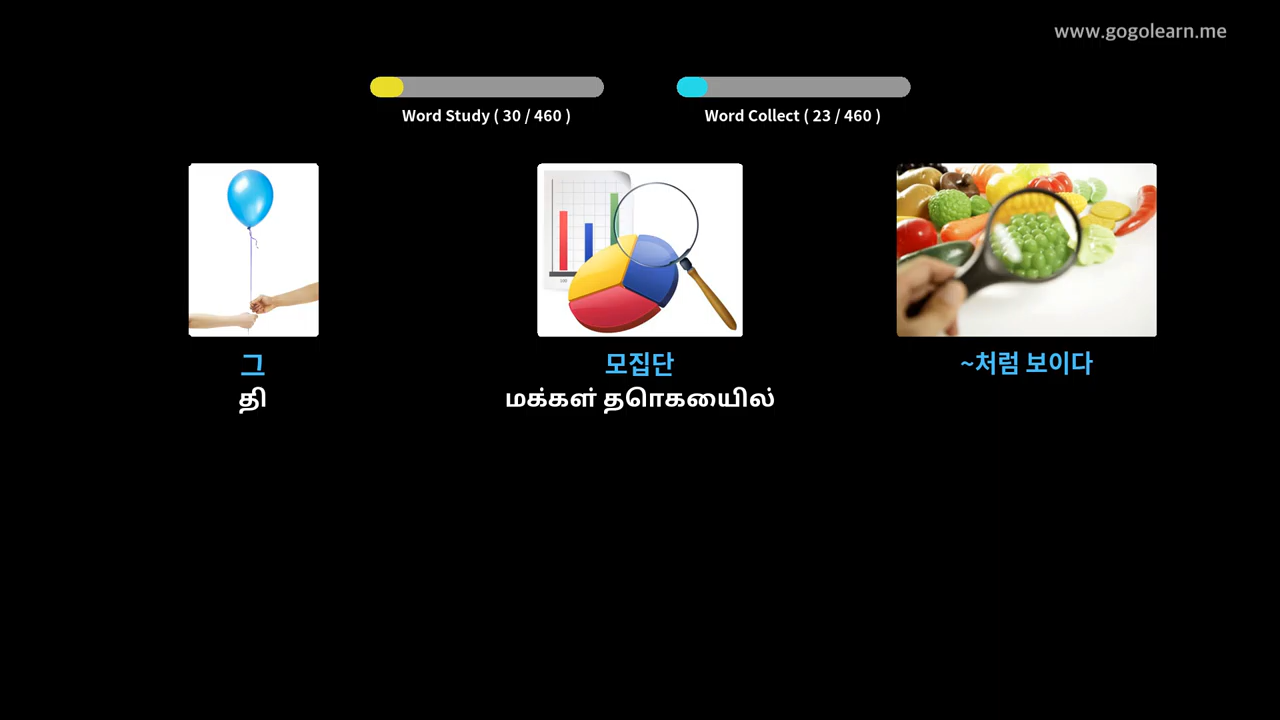 www.gogolearn.me
Word Study ( 30 / 460 )
Word Collect ( 23 / 460 )
그
தி
모집단
மக்கள் தொகையில்
~처럼 보이다